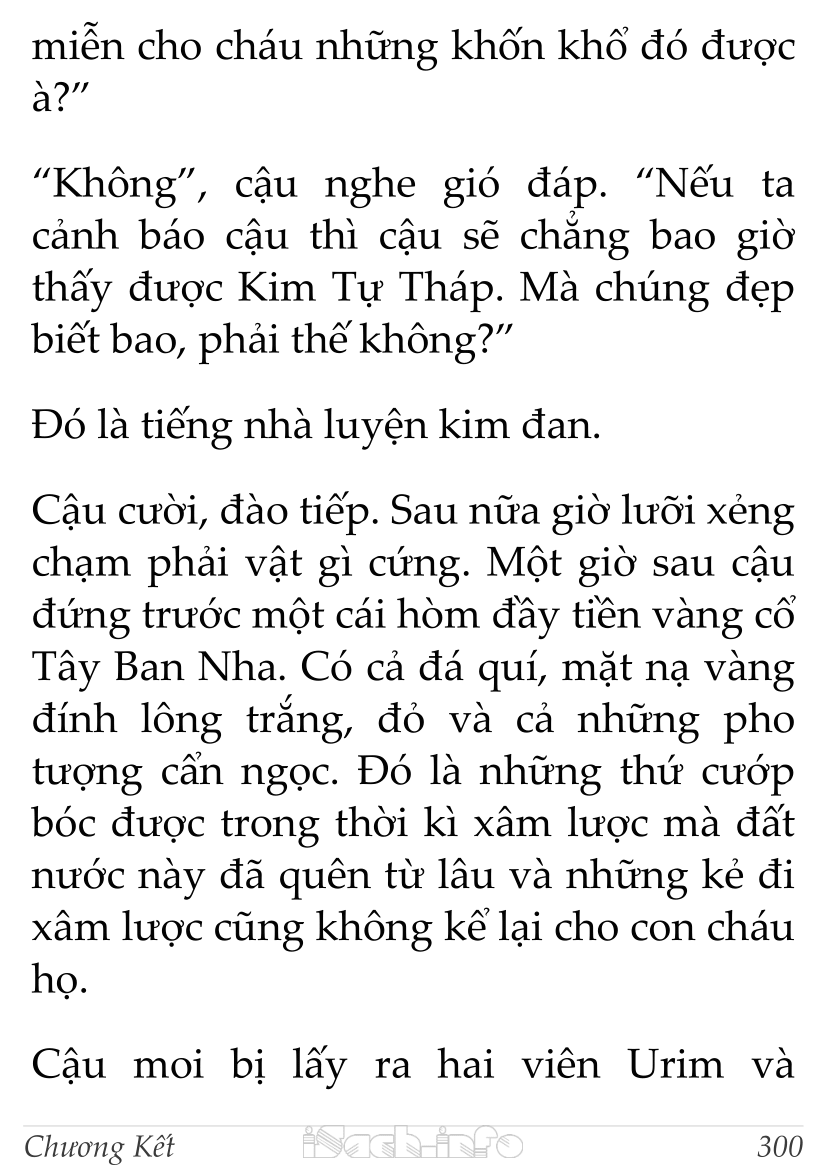 miễn cho cháu những khốn khổ đó được
à?”
“Không”, cậu nghe gió đáp. “Nếu ta
cảnh báo cậu thì cậu sẽ chẳng bao giờ
thấy được Kim Tự Tháp. Mà chúng đẹp
biết bao, phải thế không?”
Đó là tiếng nhà luyện kim đan.
Cậu cười, đào tiếp. Sau nữa giờ lưỡi xẻng
chạm phải vật gì cứng. Một giờ sau cậu
đứng trước một cái hòm đầy tiền vàng cổ
Tây Ban Nha. Có cả đá quí, mặt nạ vàng
đính lông trắng, đỏ và cả những pho
tượng cẩn ngọc. Đó là những thứ cướp
bóc được trong thời kì xâm lược mà đất
nước này đã quên từ lâu và những kẻ đi
xâm lược cũng không kể lại cho con cháu
họ.
Cậu moi bị lấy ra hai viên Urim và
Chương Kết iSach.info 300